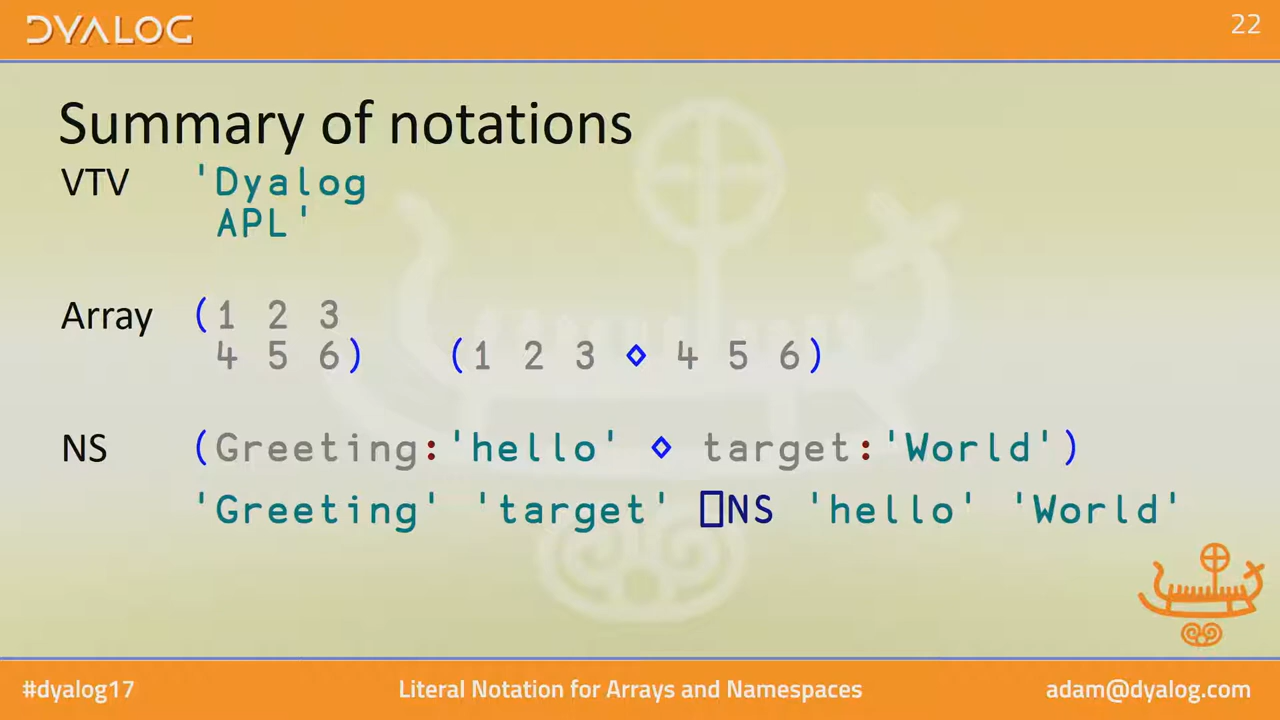 DYALOG
22
Summary of notations
VTV 'Dyalog
APL'
Array (1 2 3
4 5 6) (1 2 3 ⋄ 4 5 6)
NS (Greeting:'hello' ⋄ target:'World')
'Greeting' 'target' ⎕NS 'hello' 'World'
#dyalog17
Literal Notation for Arrays and Namespaces
adam@dyalog.com